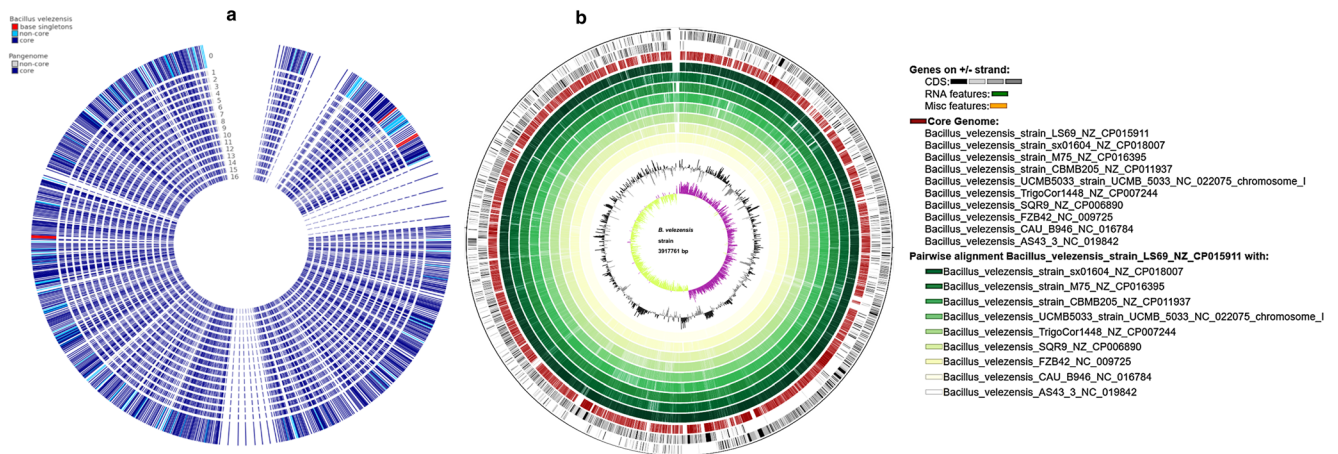 a
Bacillus velezensis
base singletons
non-core
core
Pangenome
non-core
core
0
1
2
3
4
5
6
7
8
9
10
11
12
13
14
15
16
b
B. velezensis
strain
3917761 bp
Genes on +/- strand:
CDS:
RNA features:
Misc features:
Core Genome:
Bacillus_velezensis_strain_LS69_NZ_CP015911
Bacillus_velezensis_strain_sx01604_NZ_CP018007
Bacillus_velezensis_strain_M75_NZ_CP016395
Bacillus_velezensis_strain_CBMB205_NZ_CP011937
Bacillus_velezensis_UCMB5033_strain_UCMB_5033_NC_022075_chromosome_I
Bacillus_velezensis_TrigoCor1448_NZ_CP007244
Bacillus_velezensis_SQR9_NZ_CP006890
Bacillus_velezensis_FZB42_NC_009725
Bacillus_velezensis_CAU_B946_NC_016784
Bacillus_velezensis_AS43_3_NC_019842
Pairwise alignment Bacillus_velezensis_strain_LS69_NZ_CP015911 with:
Bacillus_velezensis_strain_sx01604_NZ_CP018007
Bacillus_velezensis_strain_M75_NZ_CP016395
Bacillus_velezensis_strain_CBMB205_NZ_CP011937
Bacillus_velezensis_UCMB5033_strain_UCMB_5033_NC_022075_chromosome_I
Bacillus_velezensis_TrigoCor1448_NZ_CP007244
Bacillus_velezensis_SQR9_NZ_CP006890
Bacillus_velezensis_FZB42_NC_009725
Bacillus_velezensis_CAU_B946_NC_016784
Bacillus_velezensis_AS43_3_NC_019842